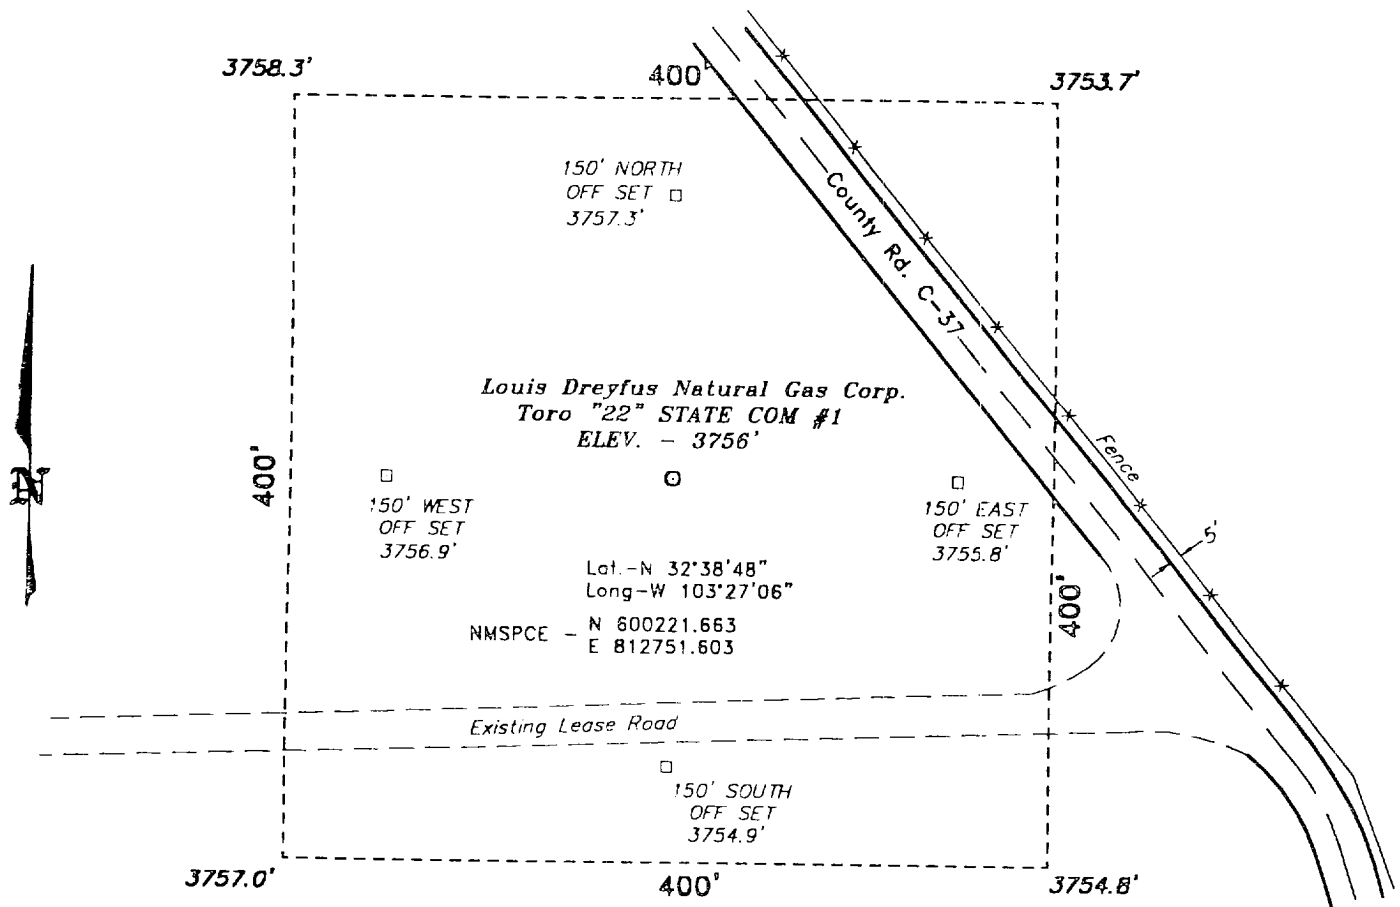 3758.3'
400'
3753.7'
150' NORTH
OFF SET
3757.3'
County Rd. C-37
Louis Dreyfus Natural Gas Corp.
Toro "22" STATE COM #1
ELEV. - 3756'
400'
Fence
150' WEST
OFF SET
3756.9'
150' EAST
OFF SET
3755.8'
5'
Lat.-N 32°38'48"
Long-W 103°27'06"
400'
NMSPCE - N 600221.663
E 812751.603
Existing Lease Road
150' SOUTH
OFF SET
3754.9'
3757.0'
400'
3754.8'
N